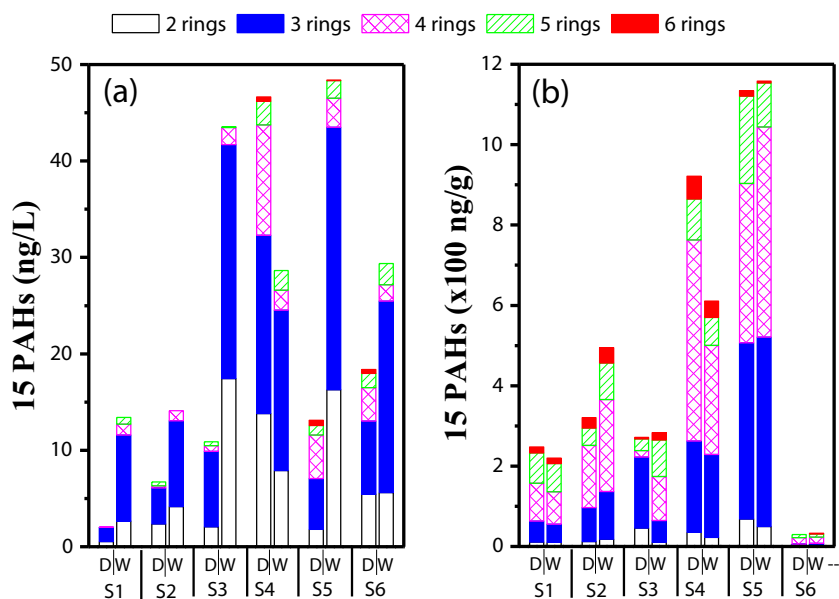 2 rings 3 rings 4 rings 5 rings 6 rings
(a)
15 PAHs (ng/L)
50
40
30
20
10
0
D W D W D W D W D W D W
S1 S2 S3 S4 S5 S6
(b)
15 PAHs (x100 ng/g)
12
10
8
6
4
2
0
D W D W D W D W D W D W --
S1 S2 S3 S4 S5 S6